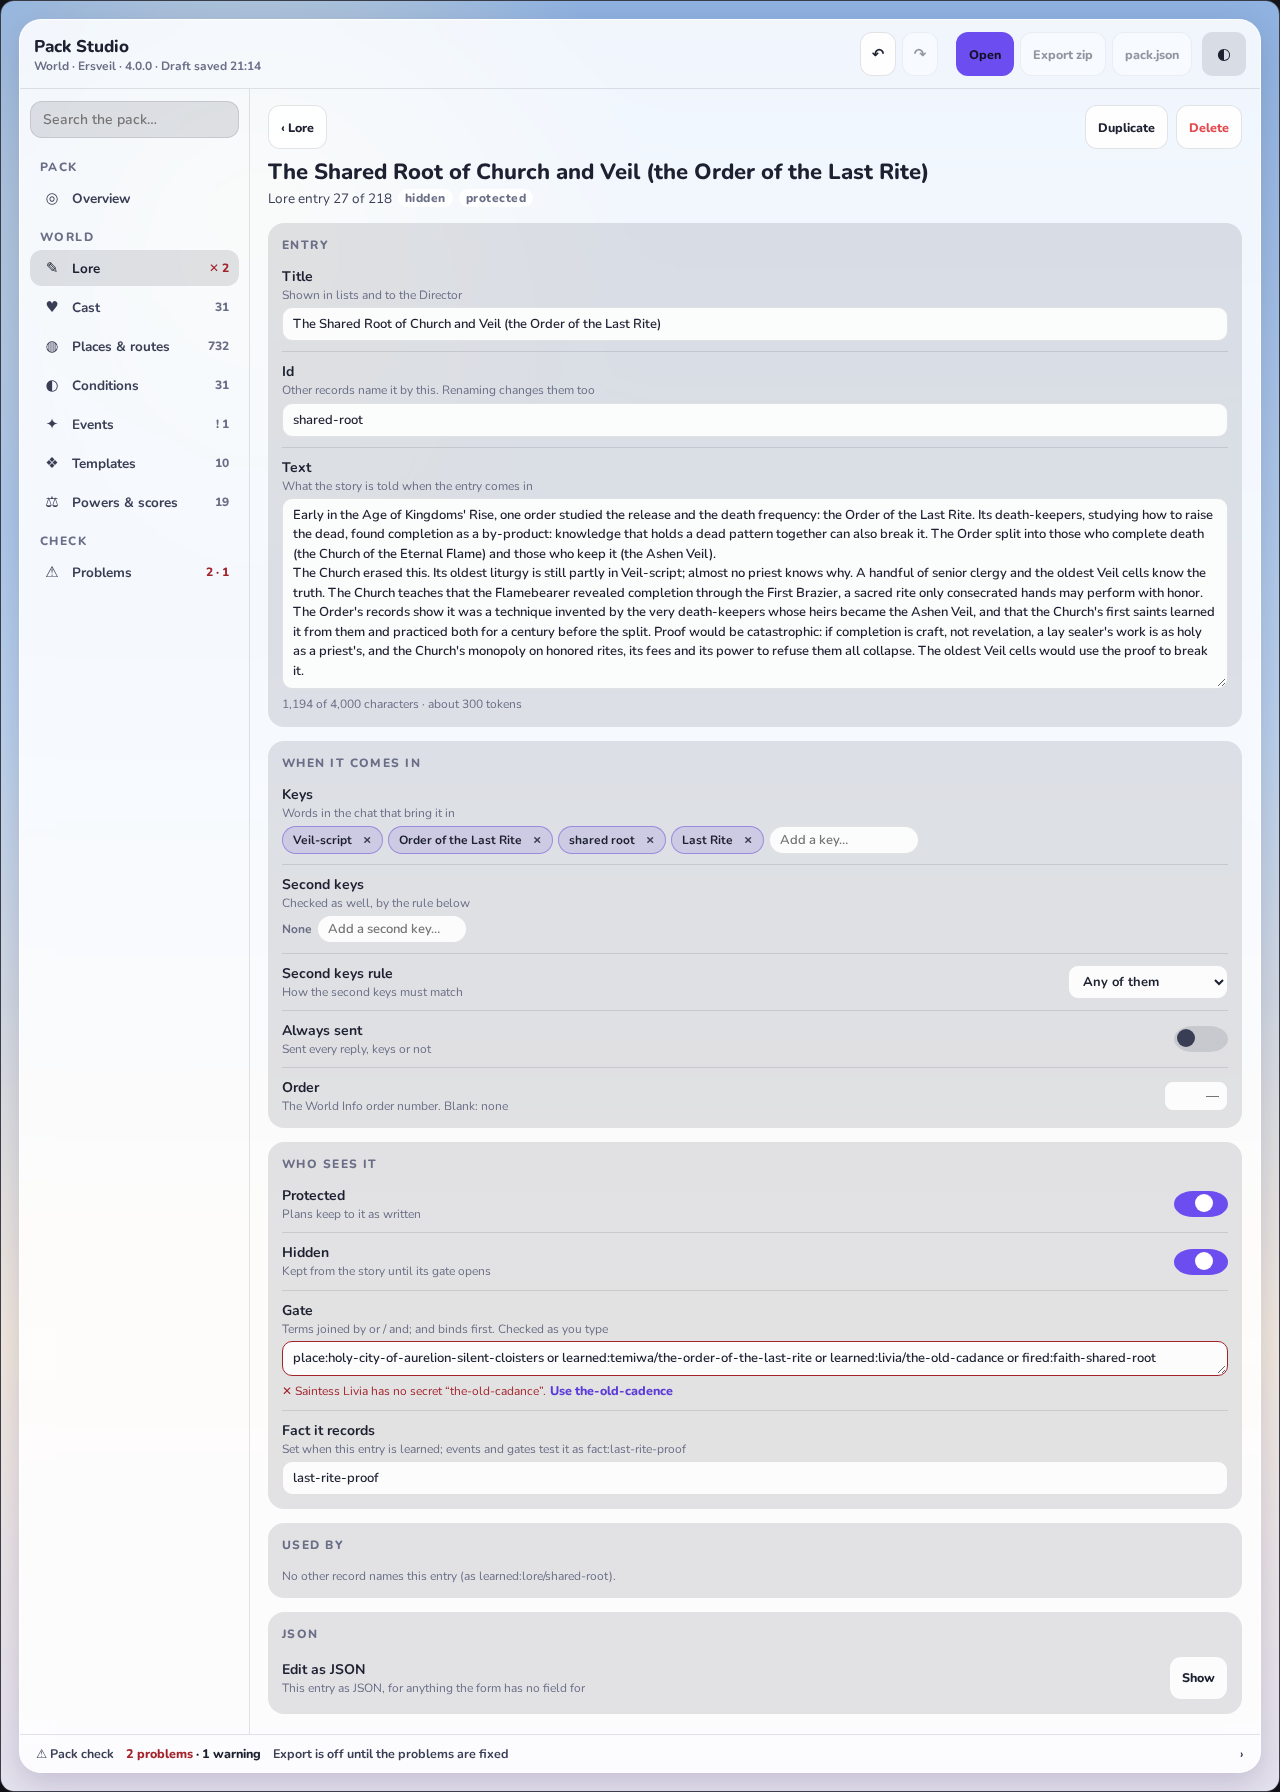 Pack Studio
World · Ersveil · 4.0.0 · Draft saved 21:14
Open
Export zip
pack.json
Search the pack...
PACK
Overview
WORLD
Lore
× 2
Cast
31
Places & routes
732
Conditions
31
Events
! 1
Templates
10
Powers & scores
19
CHECK
Problems
2 · 1
‹ Lore
Duplicate
Delete
The Shared Root of Church and Veil (the Order of the Last Rite)
Lore entry 27 of 218
hidden
protected
ENTRY
Title
Shown in lists and to the Director
The Shared Root of Church and Veil (the Order of the Last Rite)
Id
Other records name it by this. Renaming changes them too
shared-root
Text
What the story is told when the entry comes in
Early in the Age of Kingdoms' Rise, one order studied the release and the death frequency: the Order of the Last Rite. Its death-keepers, studying how to raise
the dead, found completion as a by-product: knowledge that holds a dead pattern together can also break it. The Order split into those who complete death
(the Church of the Eternal Flame) and those who keep it (the Ashen Veil).
The Church erased this. Its oldest liturgy is still partly in Veil-script; almost no priest knows why. A handful of senior clergy and the oldest Veil cells know the
truth. The Church teaches that the Flamebearer revealed completion through the First Brazier, a sacred rite only consecrated hands may perform with honor.
The Order's records show it was a technique invented by the very death-keepers whose heirs became the Ashen Veil, and that the Church's first saints learned
it from them and practiced both for a century before the split. Proof would be catastrophic: if completion is craft, not revelation, a lay sealer's work is as holy
as a priest's, and the Church's monopoly on honored rites, its fees and its power to refuse them all collapse. The oldest Veil cells would use the proof to break
it.
1,194 of 4,000 characters · about 300 tokens
WHEN IT COMES IN
Keys
Words in the chat that bring it in
Veil-script ×
Order of the Last Rite ×
shared root ×
Last Rite ×
Add a key...
Second keys
Checked as well, by the rule below
None
Add a second key...
Second keys rule
How the second keys must match
Any of them
Always sent
Sent every reply, keys or not
Order
The World Info order number. Blank: none
—
WHO SEES IT
Protected
Plans keep to it as written
Hidden
Kept from the story until its gate opens
Gate
Terms joined by or / and; and binds first. Checked as you type
place:holy-city-of-aurelion-silent-cloisters or learned:temiwa/the-order-of-the-last-rite or learned:livia/the-old-cadance or fired:faith-shared-root
× Saintess Livia has no secret “the-old-cadance”. Use the-old-cadence
Fact it records
Set when this entry is learned; events and gates test it as fact:last-rite-proof
last-rite-proof
USED BY
No other record names this entry (as learned:lore/shared-root).
JSON
Edit as JSON
This entry as JSON, for anything the form has no field for
Show
⚠ Pack check
2 problems · 1 warning
Export is off until the problems are fixed
›